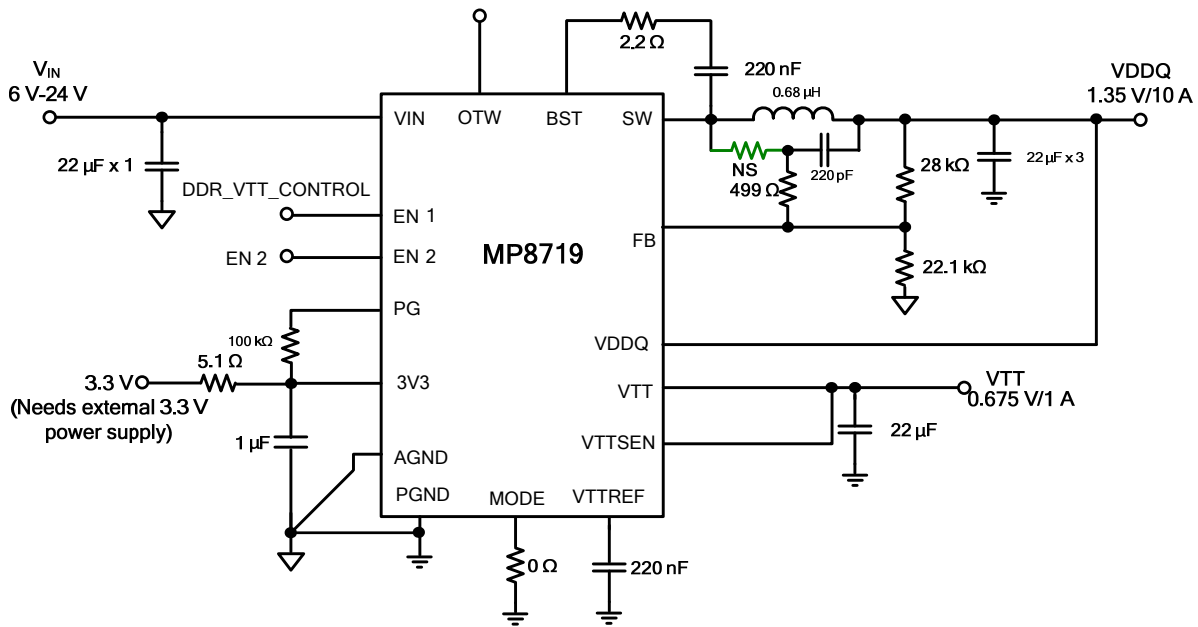 2.2 Ω
V_IN
6 V-24 V
220 nF
0.68 µH
VDDQ
1.35 V/10 A
VIN
OTW
BST
SW
22 µF x 1
NS
499 Ω
220 pF
28 kΩ
22 µF x 3
DDR_VTT_CONTROL
EN 1
EN 2
EN 2
MP8719
FB
22.1 kΩ
PG
100 kΩ
5.1 Ω
VDDQ
3.3 V
(Needs external 3.3 V
power supply)
3V3
VTT
VTT
0.675 V/1 A
1 µF
VTTSEN
22 µF
AGND
PGND
MODE
VTTREF
0 Ω
220 nF